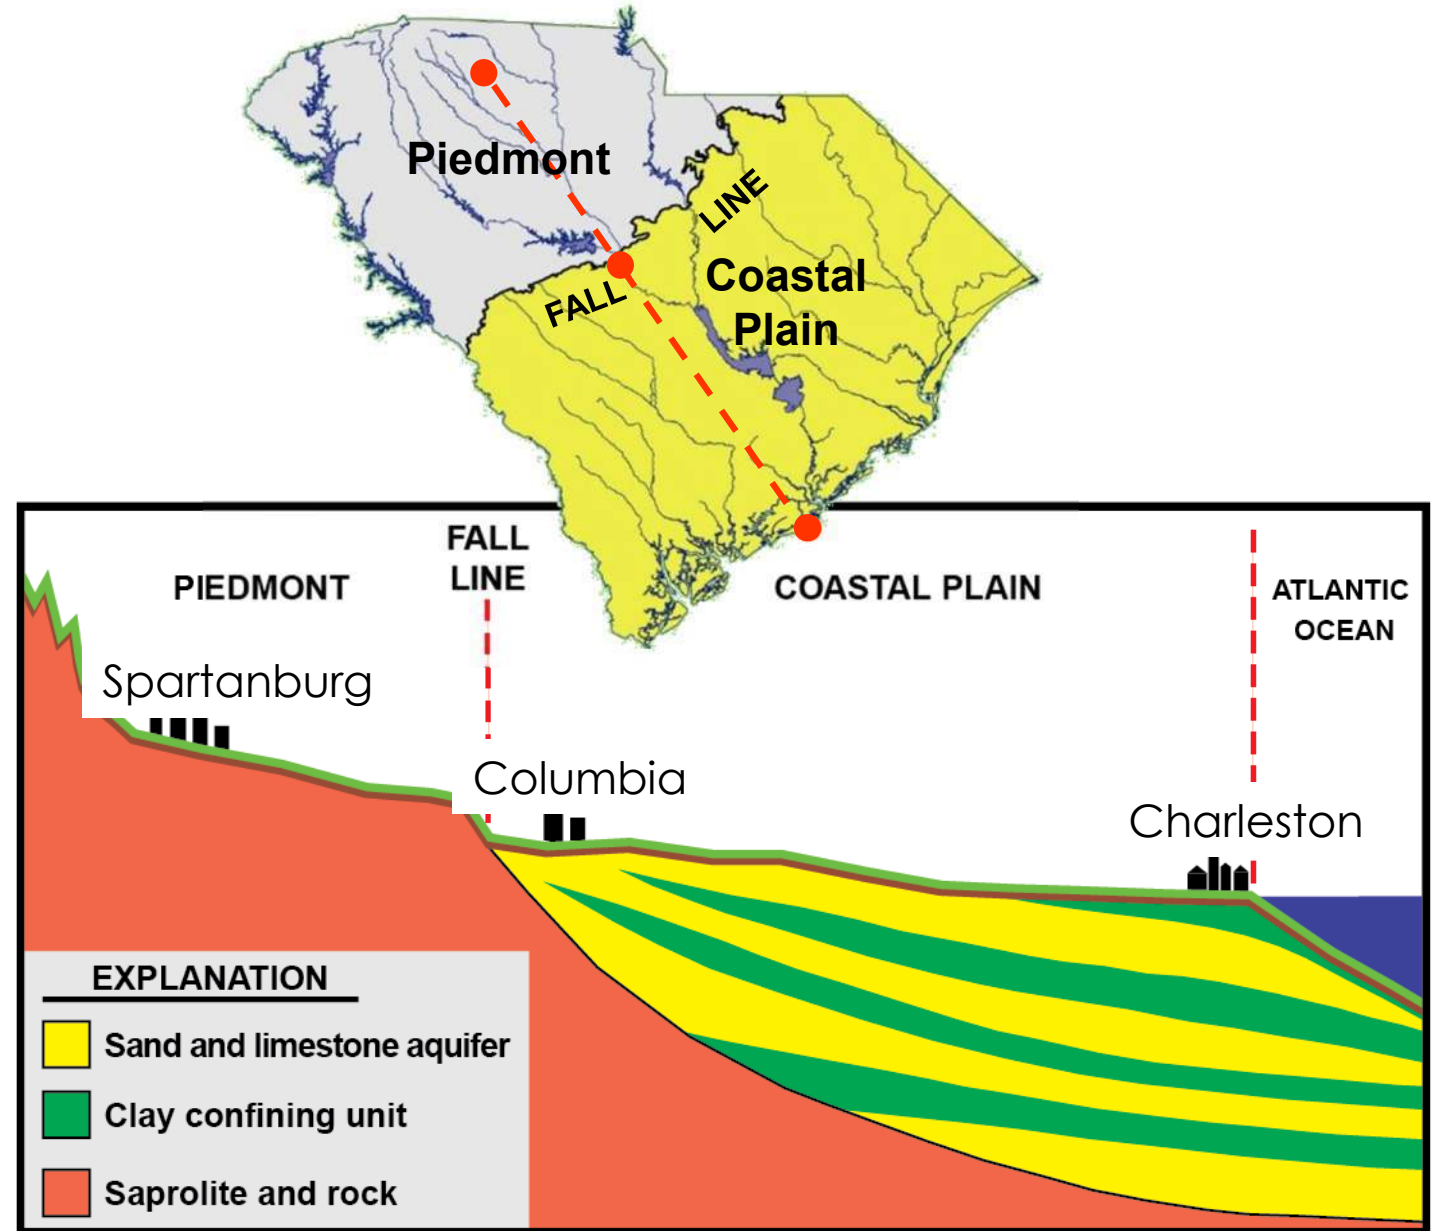 Piedmont
LINE
FALL
Coastal
Plain
FALL
LINE
PIEDMONT
COASTAL PLAIN
ATLANTIC
OCEAN
Spartanburg
Columbia
Charleston
EXPLANATION
Sand and limestone aquifer
Clay confining unit
Saprolite and rock